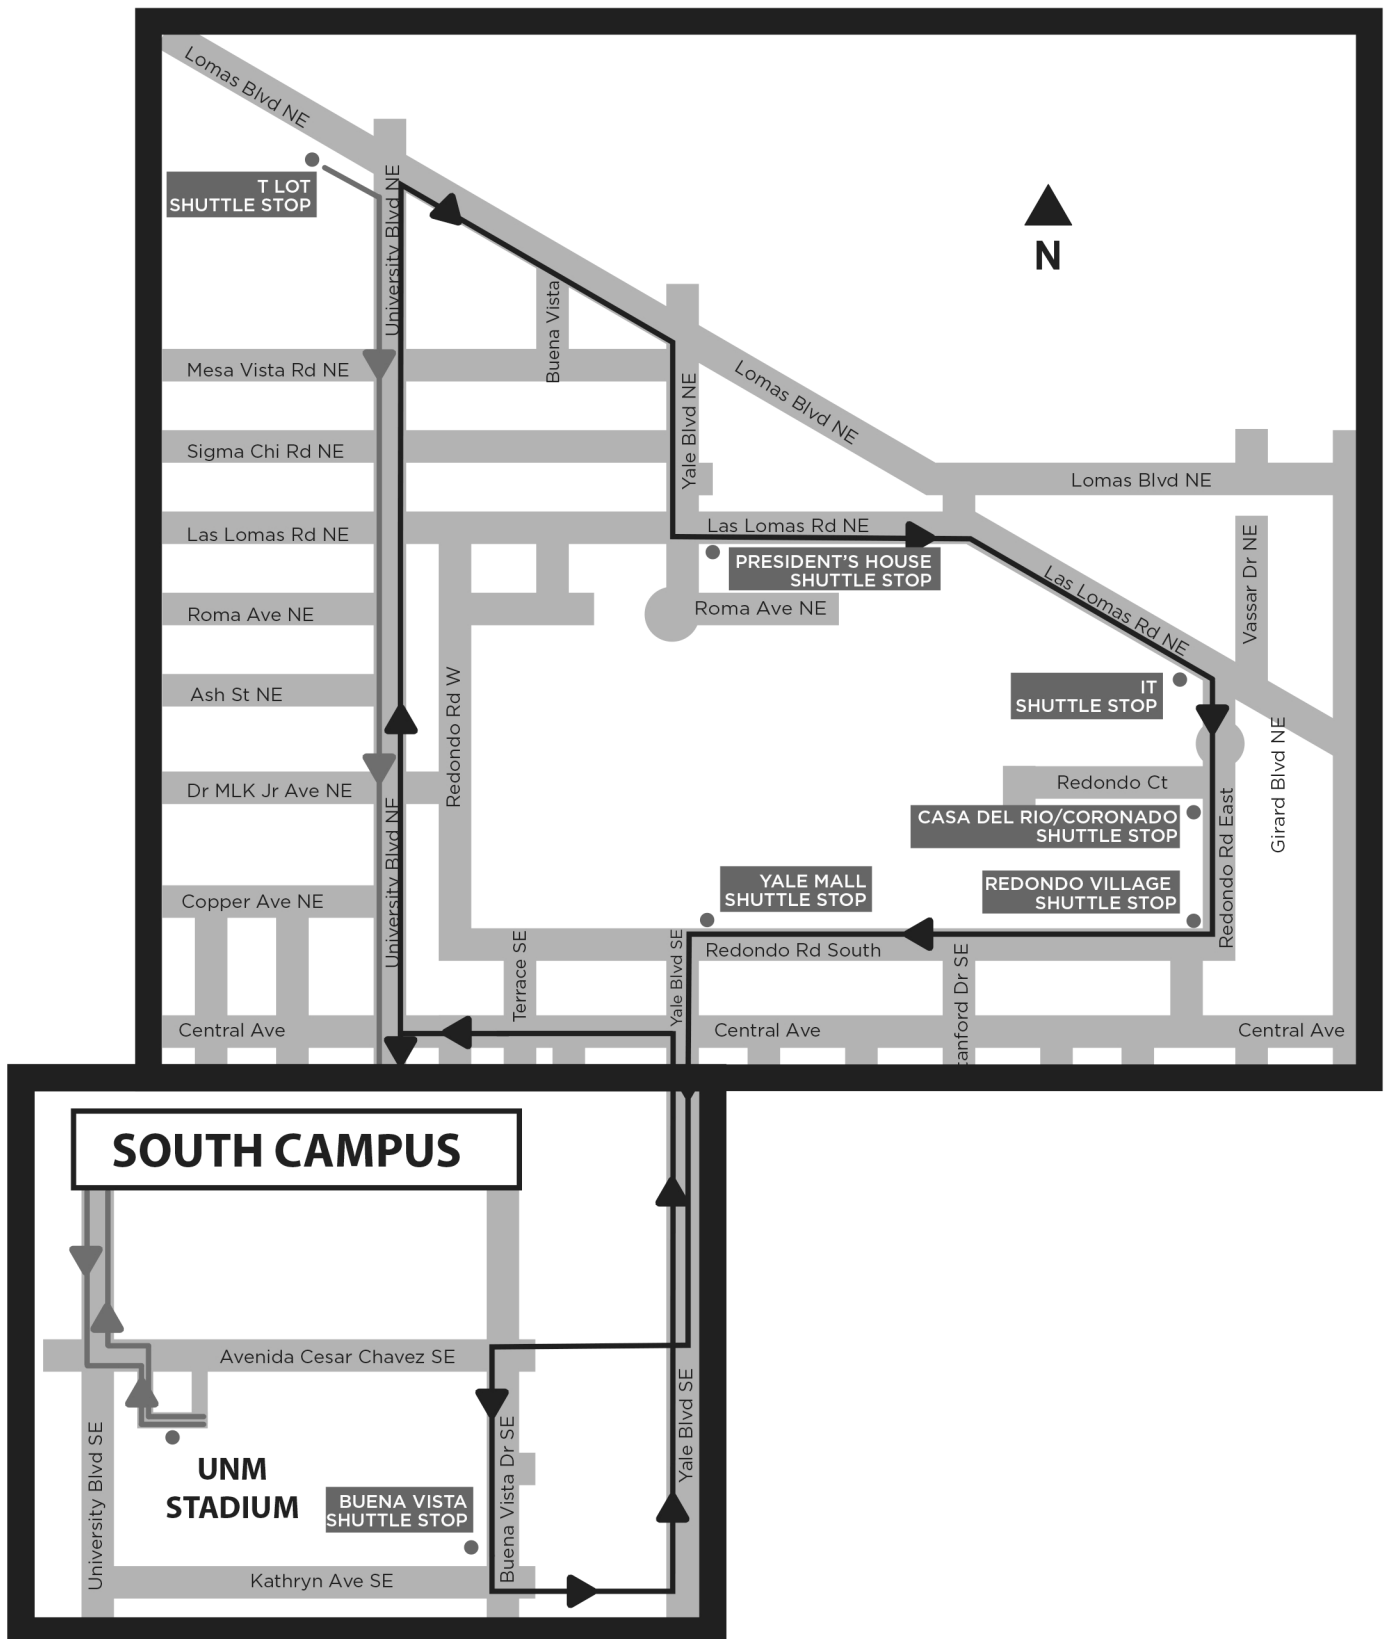 Lomas Blvd NE
T LOT
SHUTTLE STOP
University Blvd NE
N
Buena Vista
Mesa Vista Rd NE
Yale Blvd NE
Lomas Blvd NE
Sigma Chi Rd NE
Lomas Blvd NE
Las Lomas Rd NE
Las Lomas Rd NE
PRESIDENT'S HOUSE
SHUTTLE STOP
Vassar Dr NE
Las Lomas Rd NE
Roma Ave NE
Roma Ave NE
Ash St NE
IT
SHUTTLE STOP
Redondo Rd W
Girard Blvd NE
Dr MLK Jr Ave NE
Redondo Ct
CASA DEL RIO/CORONADO
SHUTTLE STOP
Redondo Rd East
University Blvd NE
Copper Ave NE
YALE MALL
SHUTTLE STOP
REDONDO VILLAGE
SHUTTLE STOP
Terrace SE
Yale Blvd SE
Redondo Rd South
tanford Dr SE
Central Ave
Central Ave
Central Ave
SOUTH CAMPUS
Avenida Cesar Chavez SE
University Blvd SE
UNM
STADIUM
BUENA VISTA
SHUTTLE STOP
Buena Vista Dr SE
Yale Blvd SE
Kathryn Ave SE